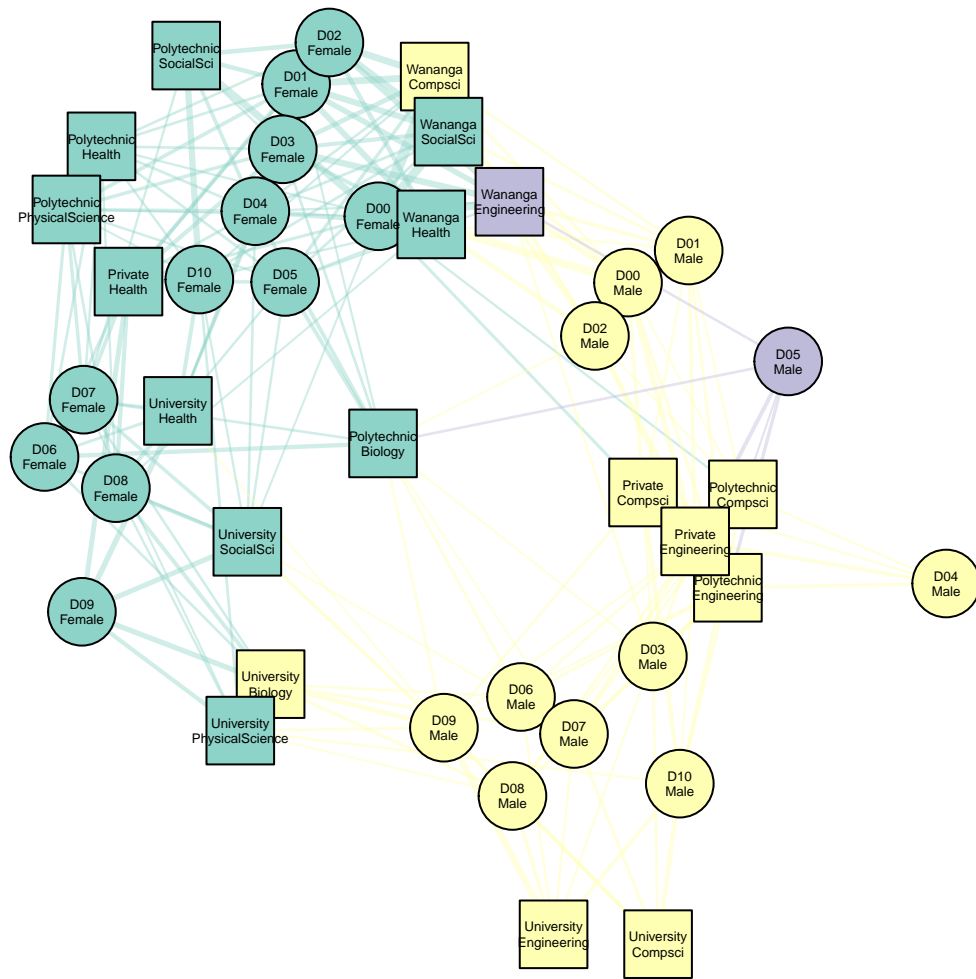 D02
Female
Polytechnic
SocialSci
D01
Female
Wananga
Compsci
Wananga
SocialSci
D03
Female
Polytechnic
Health
Polytechnic
PhysicalScience
D04
Female
D00
Female
Wananga
Health
Wananga
Engineering
D01
Male
Private
Health
D10
Female
D05
Female
D00
Male
D02
Male
D05
Male
D07
Female
University
Health
D06
Female
Polytechnic
Biology
D08
Female
Private
Compsci
Polytechnic
Compsci
University
SocialSci
Private
Engineering
Polytechnic
Engineering
D04
Male
D09
Female
D03
Male
University
Biology
University
PhysicalScience
D09
Male
D06
Male
D07
Male
D08
Male
D10
Male
University
Engineering
University
Compsci